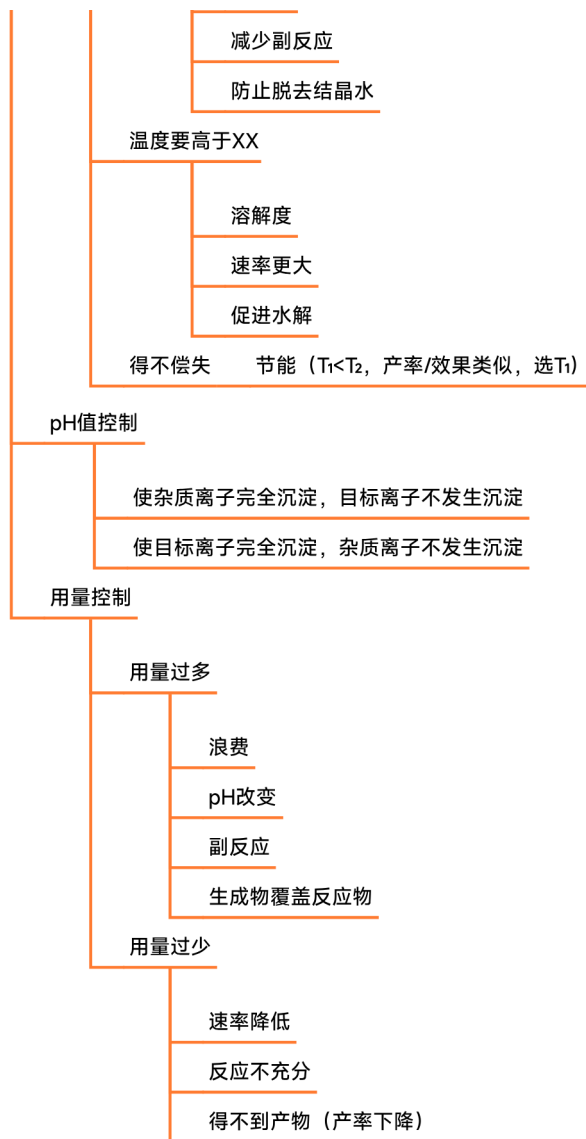 减少副反应
防止脱去结晶水
温度要高于XX
溶解度
速率更大
促进水解
得不偿失 节能（T₁<T₂，产率/效果类似，选T₁）
pH值控制
使杂质离子完全沉淀，目标离子不发生沉淀
使目标离子完全沉淀，杂质离子不发生沉淀
用量控制
用量过多
浪费
pH改变
副反应
生成物覆盖反应物
用量过少
速率降低
反应不充分
得不到产物（产率下降）